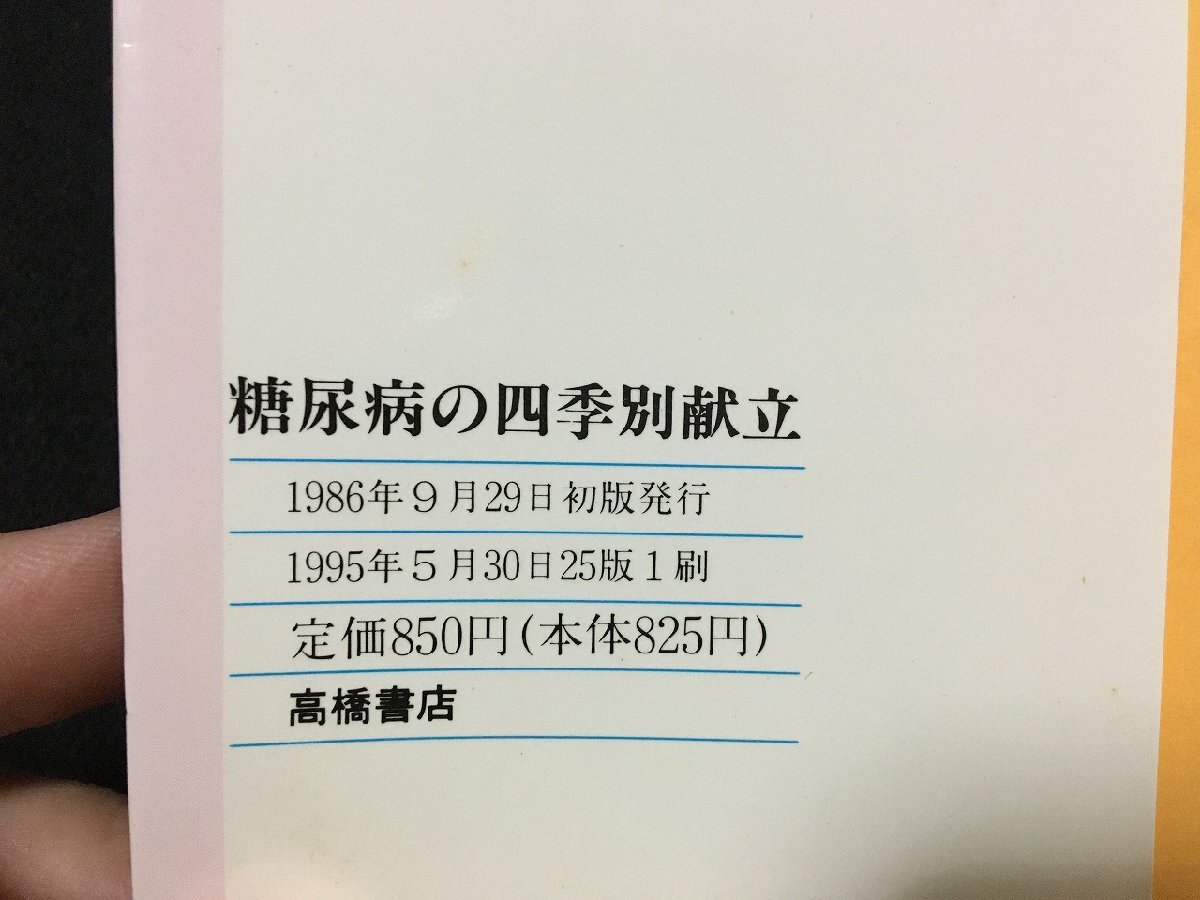 糖尿病の四季別献立
1986年9月29日初版発行
1995年5月30日25版1刷
定価850円(本体825円)
高橋書店